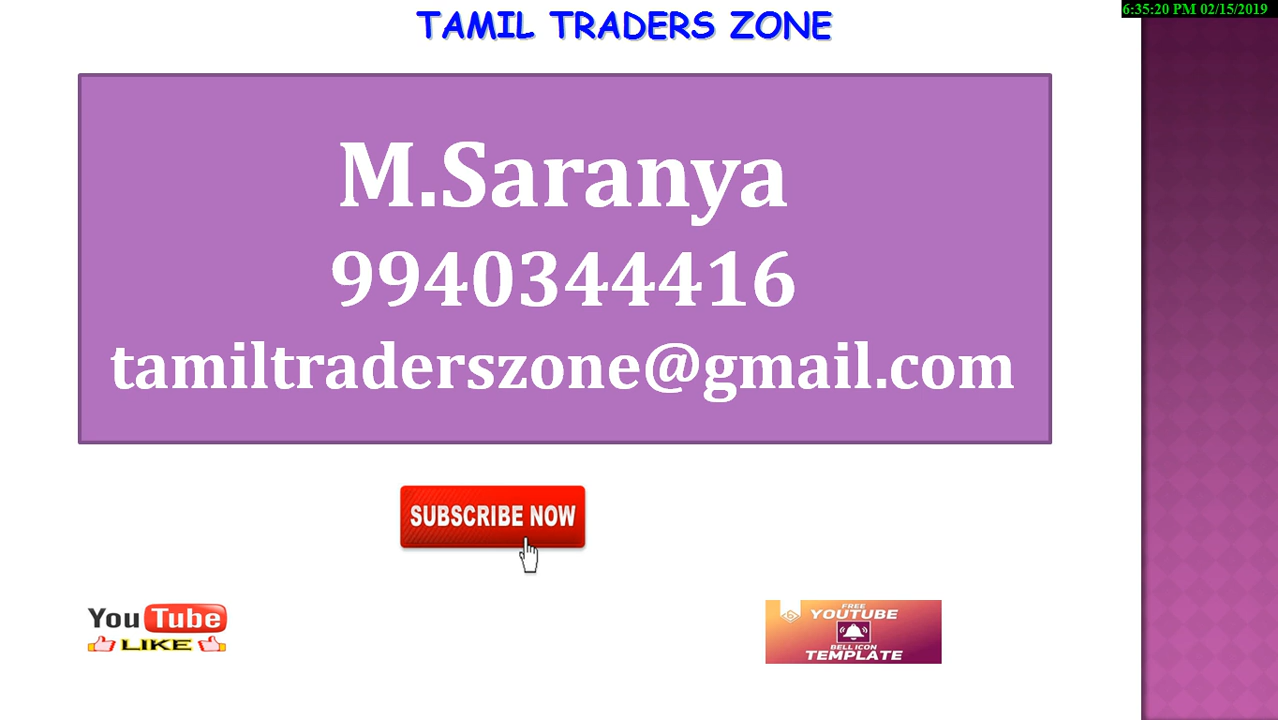 6:35:20 PM 02/15/2019
TAMIL TRADERS ZONE
M.Saranya
9940344416
tamiltraderszone@gmail.com
SUBSCRIBE NOW
YouTube
LIKE
FREE
YOUTUBE
BELL ICON
TEMPLATE